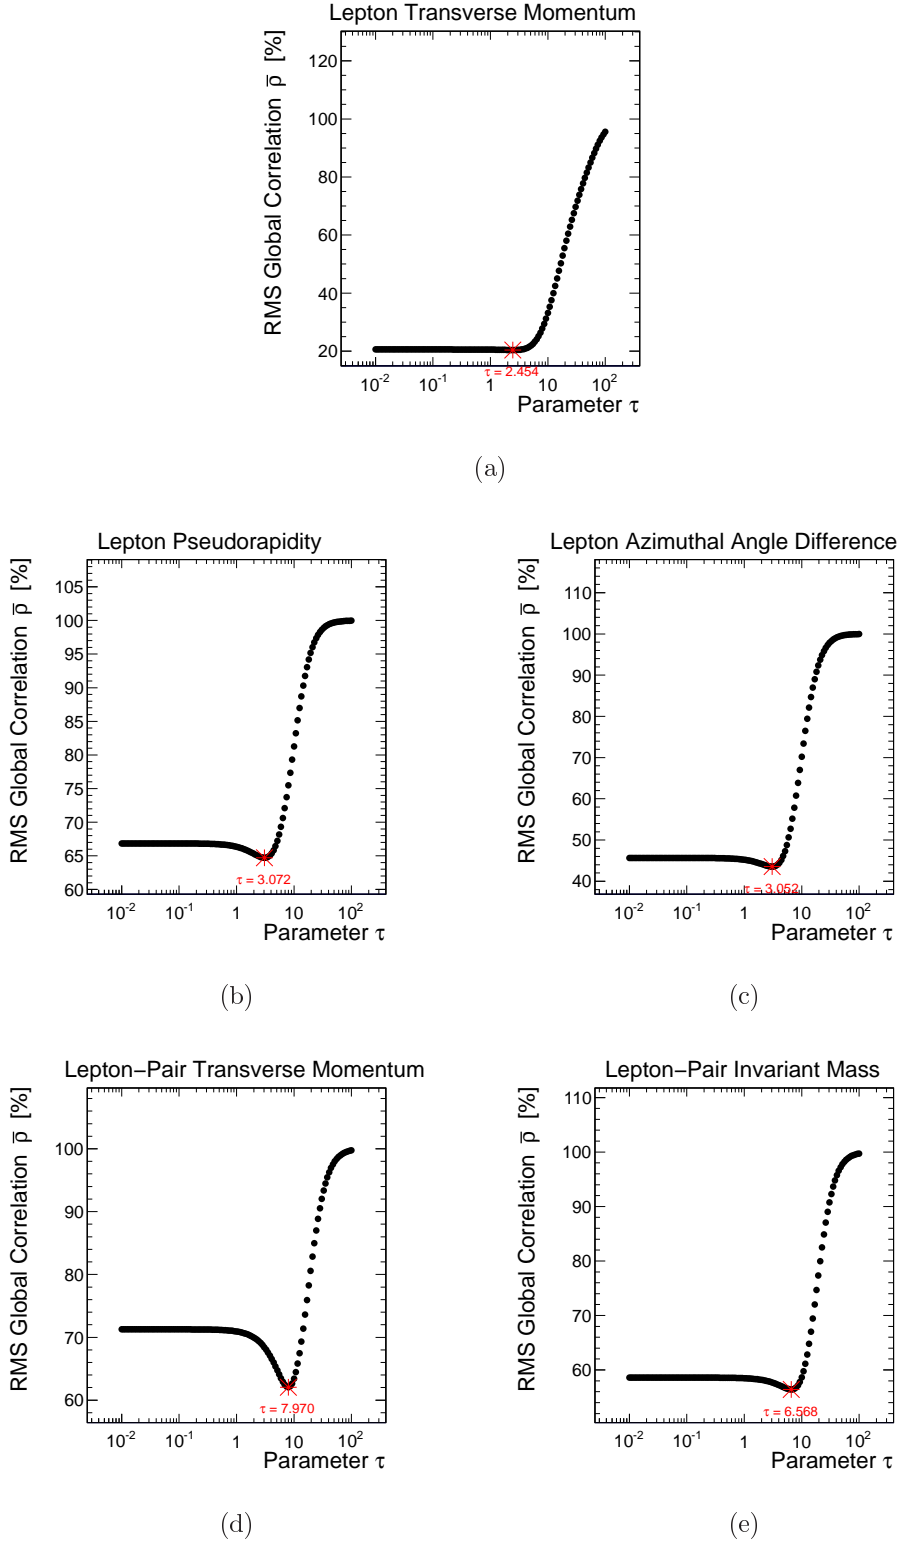 Lepton Transverse Momentum
RMS Global Correlation ρ̅ [%]
120
100
80
60
40
20
τ = 2.454
10⁻² 10⁻¹ 1 10 10²
Parameter τ
(a)
Lepton Pseudorapidity
RMS Global Correlation ρ̅ [%]
105
100
95
90
85
80
75
70
65
60
τ = 3.072
10⁻² 10⁻¹ 1 10 10²
Parameter τ
(b)
Lepton Azimuthal Angle Difference
RMS Global Correlation ρ̅ [%]
100
90
80
70
60
50
40
τ = 3.052
10⁻² 10⁻¹ 1 10 10²
Parameter τ
(c)
Lepton−Pair Transverse Momentum
RMS Global Correlation ρ̅ [%]
100
90
80
70
60
τ = 7.970
10⁻² 10⁻¹ 1 10 10²
Parameter τ
(d)
Lepton−Pair Invariant Mass
RMS Global Correlation ρ̅ [%]
110
100
90
80
70
60
τ = 6.568
10⁻² 10⁻¹ 1 10 10²
Parameter τ
(e)